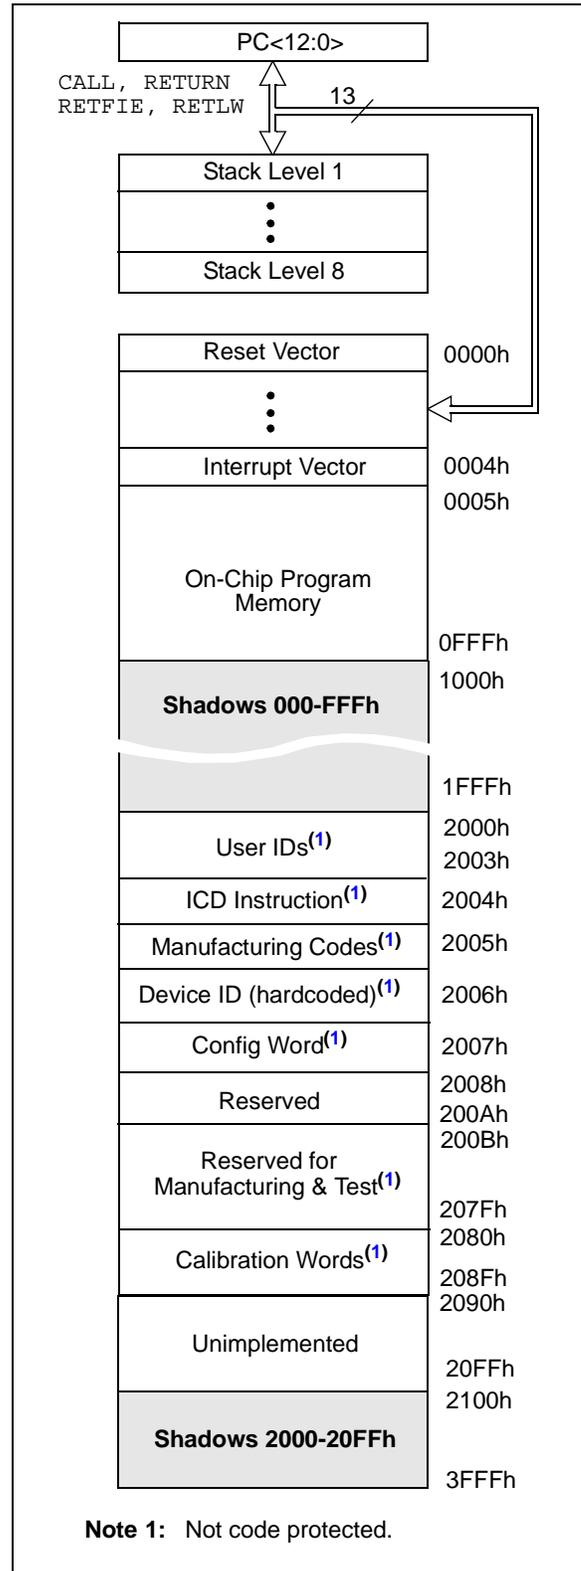 PC<12:0>
CALL, RETURN
RETFIE, RETLW
13
Stack Level 1
Stack Level 8
Reset Vector
0000h
Interrupt Vector
0004h
0005h
On-Chip Program
Memory
0FFFh
1000h
Shadows 000-FFFh
1FFFh
2000h
User IDs(1)
2003h
ICD Instruction(1)
2004h
Manufacturing Codes(1)
2005h
Device ID (hardcoded)(1)
2006h
Config Word(1)
2007h
2008h
Reserved
200Ah
200Bh
Reserved for
Manufacturing & Test(1)
207Fh
2080h
Calibration Words(1)
208Fh
2090h
Unimplemented
20FFh
2100h
Shadows 2000-20FFh
3FFFh
Note 1: Not code protected.